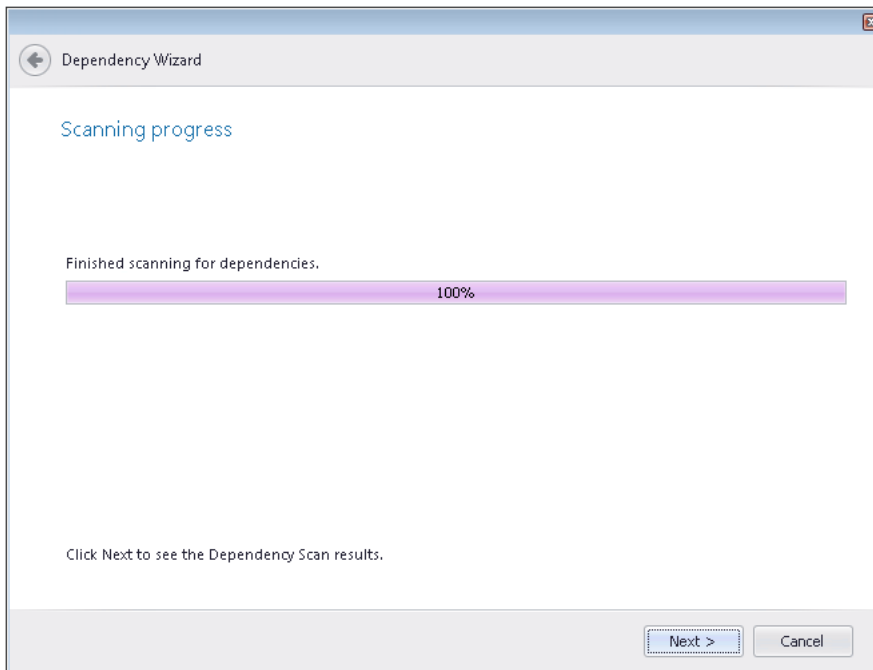 Dependency Wizard
Scanning progress
Finished scanning for dependencies.
100%
Click Next to see the Dependency Scan results.
Next >
Cancel